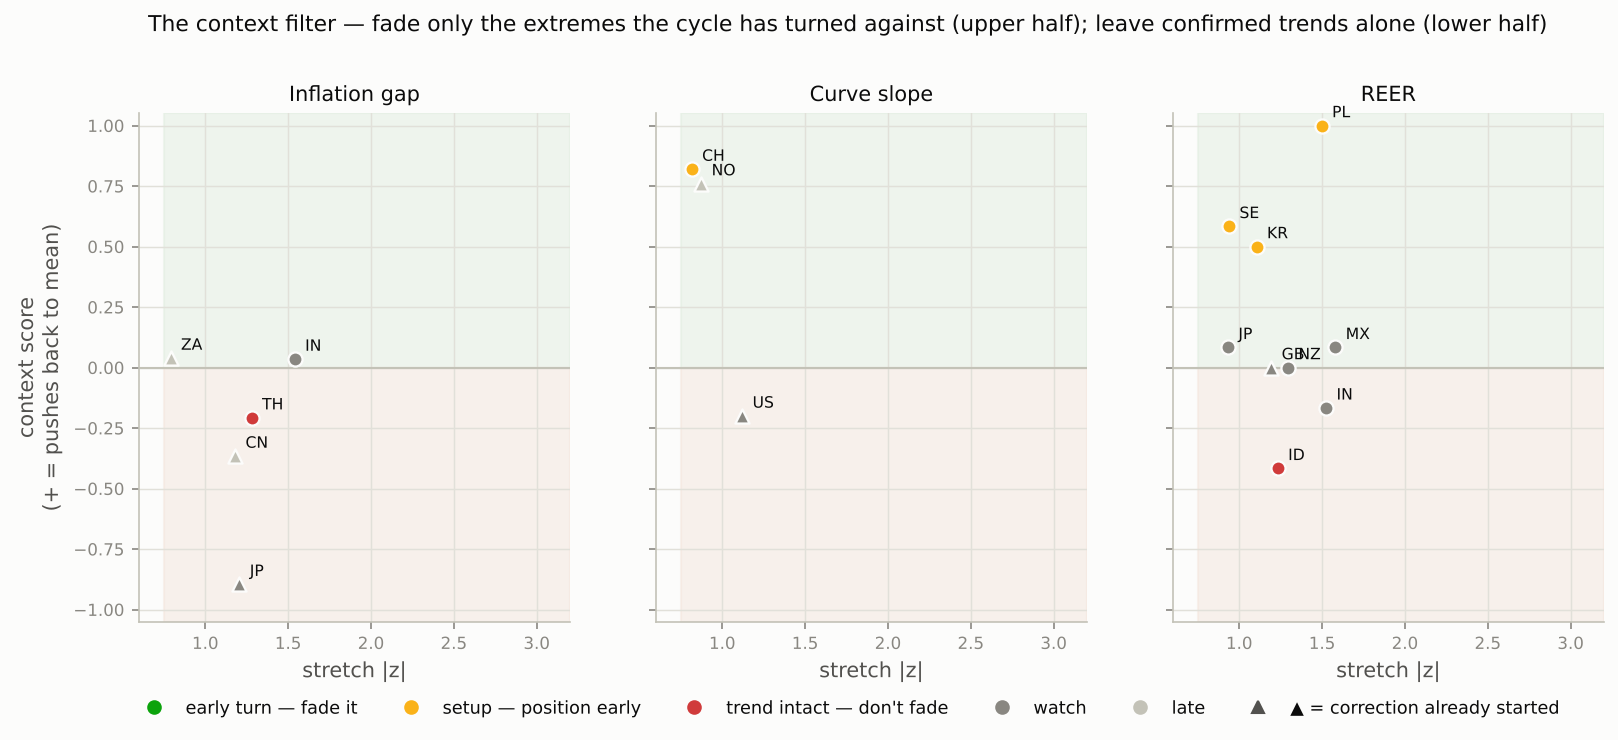 The context filter — fade only the extremes the cycle has turned against (upper half); leave confirmed trends alone (lower half)
Inflation gap
Curve slope
REER
context score
(+ = pushes back to mean)
1.00
0.75
0.50
0.25
0.00
−0.25
−0.50
−0.75
−1.00
ZA
IN
TH
CN
JP
1.0 1.5 2.0 2.5 3.0
stretch |z|
CH
NO
US
1.0 1.5 2.0 2.5 3.0
stretch |z|
PL
SE
KR
JP
MX
GB
NZ
IN
ID
1.0 1.5 2.0 2.5 3.0
stretch |z|
early turn — fade it
setup — position early
trend intact — don't fade
watch
late
▲ = correction already started